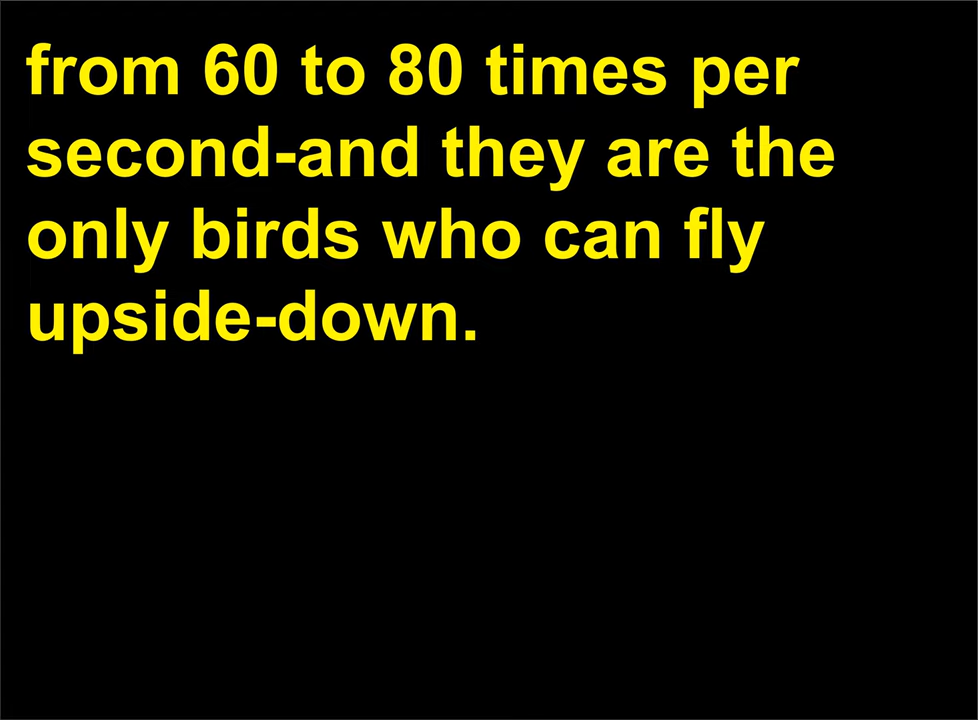 from 60 to 80 times per
second-and they are the
only birds who can fly
upside-down.